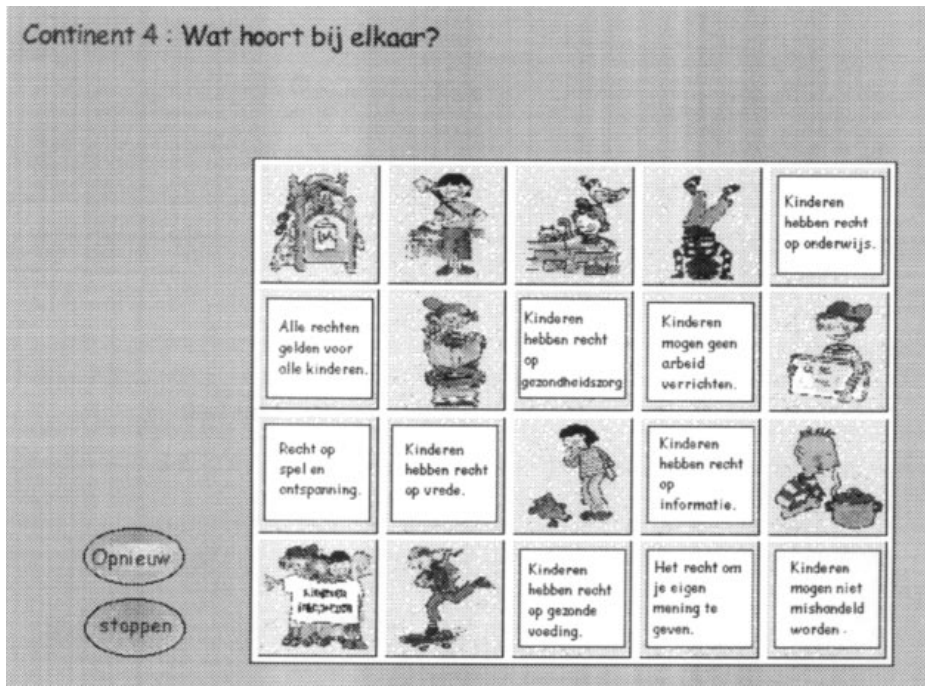 Continent 4 : Wat hoort bij elkaar?
Kinderen
hebben recht
op onderwijs.
Alle rechten
gelden voor
alle kinderen.
Kinderen
hebben recht
op
gezondheidszorg
Kinderen
mogen geen
arbeid
verrichten.
Recht op
spel en
ontspanning.
Kinderen
hebben recht
op vrede.
Kinderen
hebben recht
op
informatie.
Kinderen
hebben recht
op gezonde
voeding.
Het recht om
je eigen
mening te
geven.
Kinderen
mogen niet
mishandeld
worden.
Opnieuw
stoppen